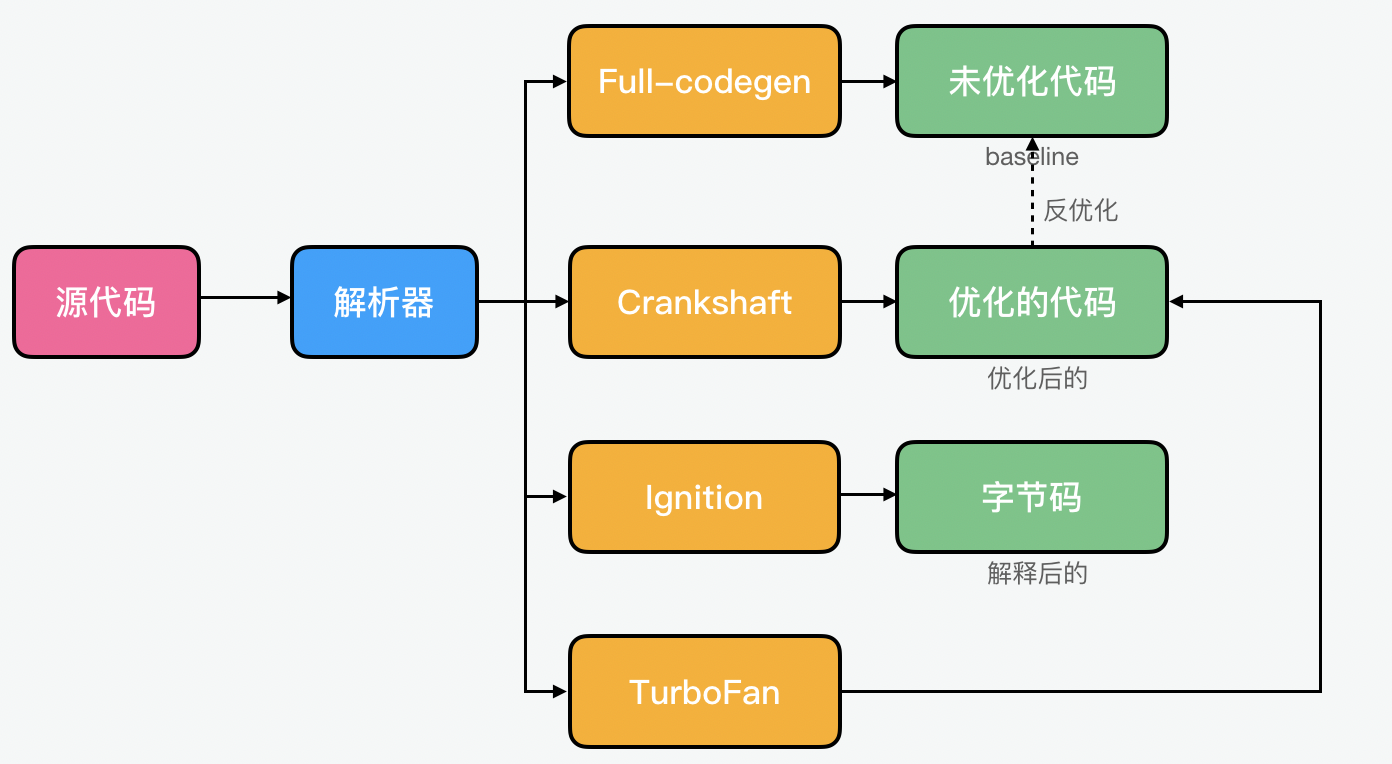 Full-codegen
未优化代码
baseline
反优化
源代码
解析器
Crankshaft
优化的代码
优化后的
Ignition
字节码
解释后的
TurboFan